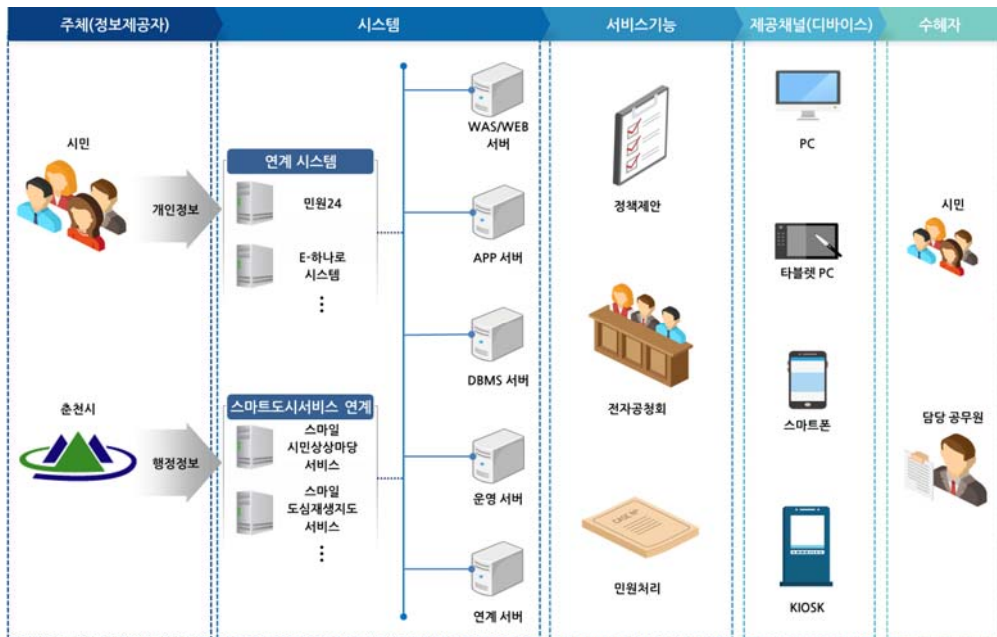 주체(정보제공자)
시스템
서비스기능
제공채널(디바이스)
수혜자
시민
개인정보
춘천시
행정정보
연계 시스템
민원24
E-하나로
시스템
스마트도시서비스 연계
스마일
시민상상마당
서비스
스마일
도심재생지도
서비스
WAS/WEB
서버
APP 서버
DBMS 서버
운영 서버
연계 서버
정책제안
전자공청회
CASE Nº
민원처리
PC
타블렛 PC
스마트폰
KIOSK
시민
담당 공무원